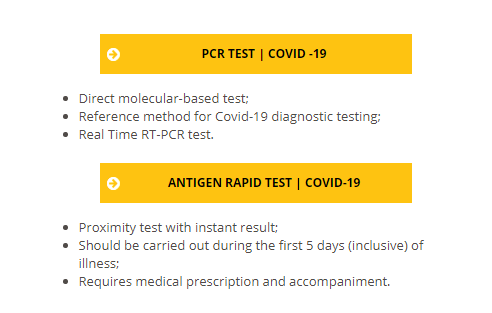 PCR TEST | COVID -19
Direct molecular-based test;
Reference method for Covid-19 diagnostic testing;
Real Time RT-PCR test.
ANTIGEN RAPID TEST | COVID-19
Proximity test with instant result;
Should be carried out during the first 5 days (inclusive) of
illness;
Requires medical prescription and accompaniment.